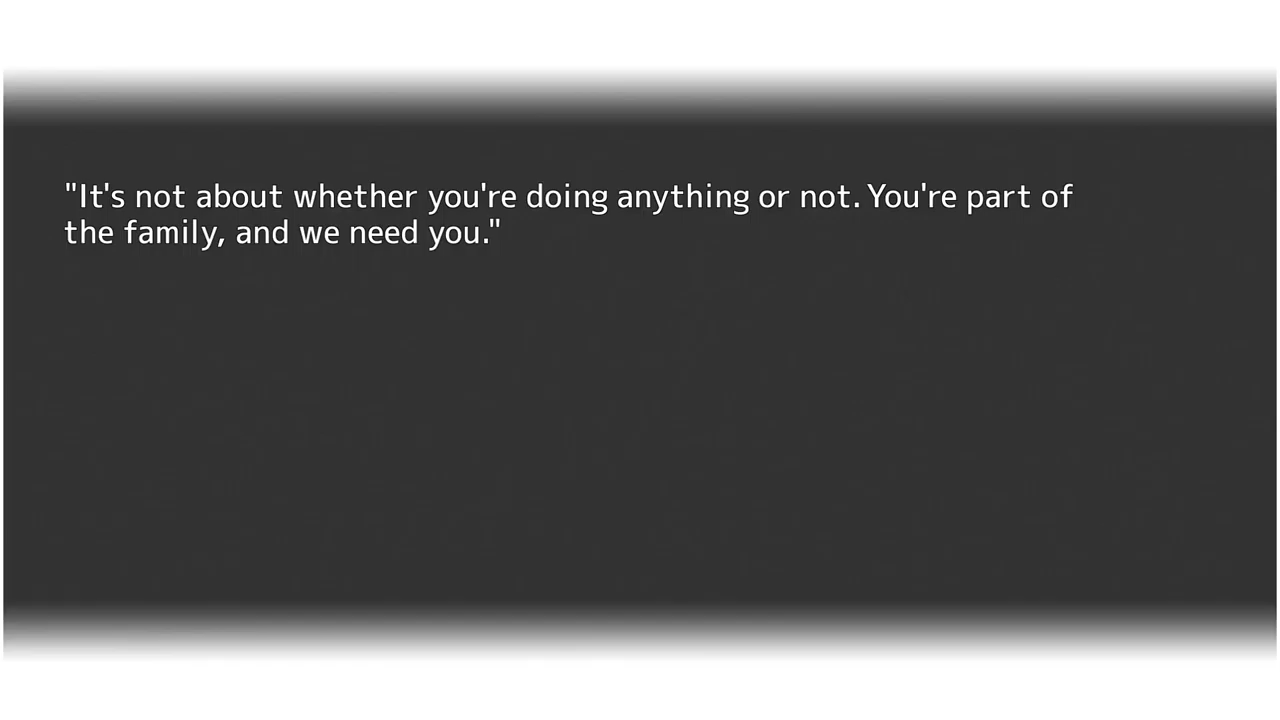 "It's not about whether you're doing anything or not. You're part of
the family, and we need you."